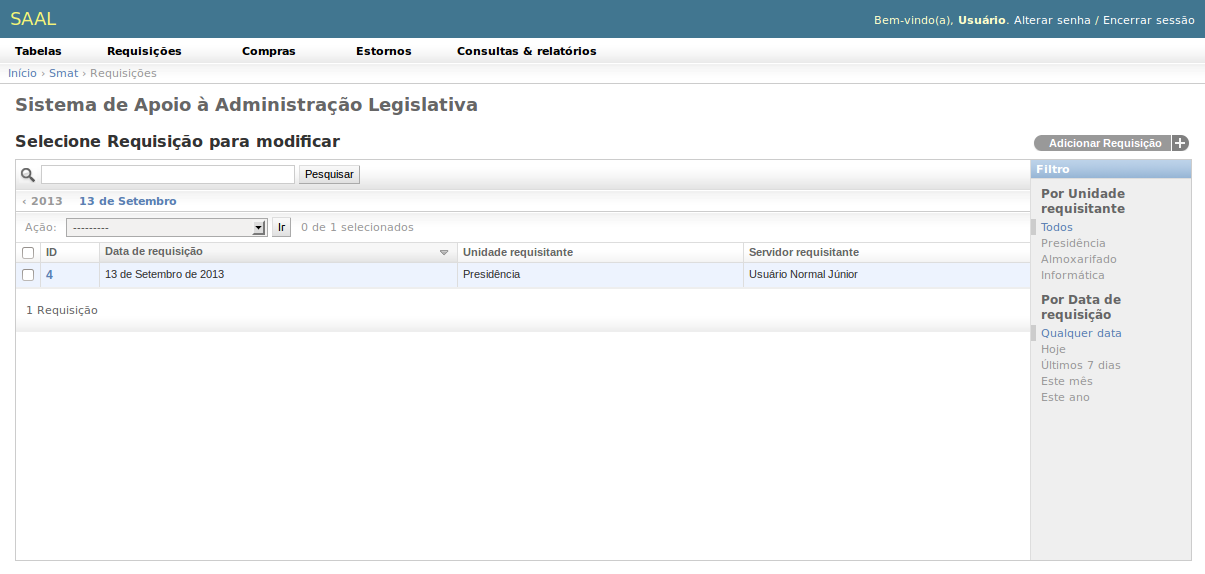 SAAL
Bem-vindo(a), Usuário. Alterar senha / Encerrar sessão
Tabelas Requisições Compras Estornos Consultas & relatórios
Início › Smat › Requisições
Sistema de Apoio à Administração Legislativa
Selecione Requisição para modificar
Adicionar Requisição +
Pesquisar
‹ 2013 13 de Setembro
Ação: --------- Ir 0 de 1 selecionados
ID Data de requisição Unidade requisitante Servidor requisitante
4 13 de Setembro de 2013 Presidência Usuário Normal Júnior
1 Requisição
Filtro
Por Unidade
requisitante
Todos
Presidência
Almoxarifado
Informática
Por Data de
requisição
Qualquer data
Hoje
Últimos 7 dias
Este mês
Este ano